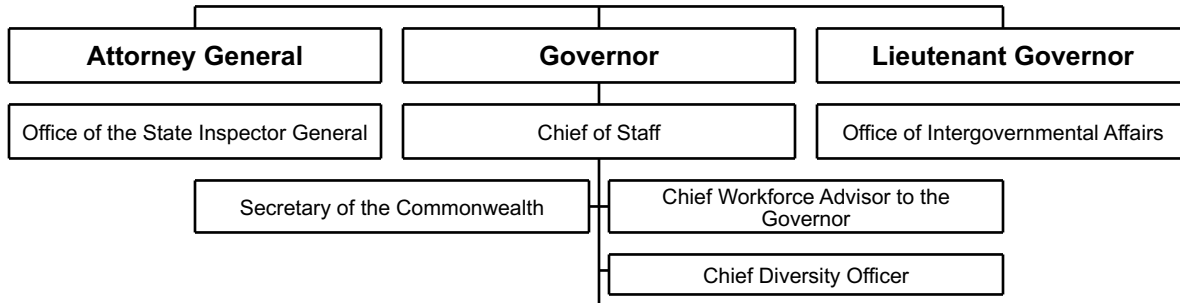 Attorney General
Governor
Lieutenant Governor
Office of the State Inspector General
Chief of Staff
Office of Intergovernmental Affairs
Secretary of the Commonwealth
Chief Workforce Advisor to the
Governor
Chief Diversity Officer